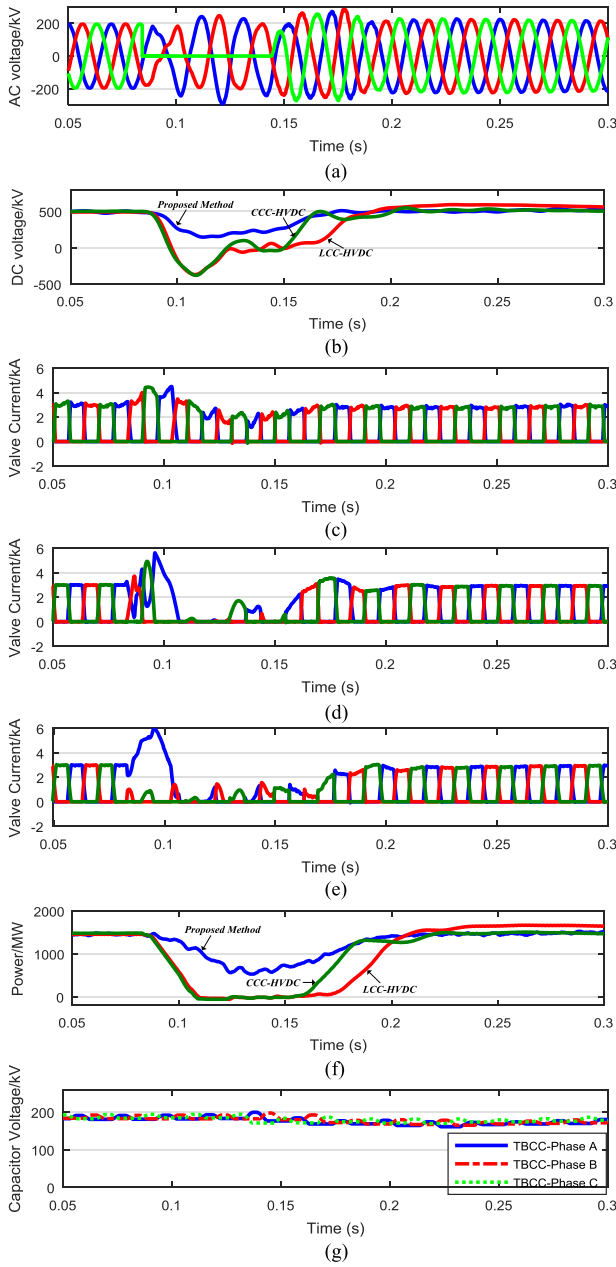 AC voltage/kV
200
0
-200
0.05
0.1
0.15
0.2
0.25
0.3
Time (s)
(a)
DC voltage/kV
500
0
-500
Proposed Method
CCC-HVDC
LCC-HVDC
0.05
0.1
0.15
0.2
0.25
0.3
Time (s)
(b)
Valve Current/kA
6
4
2
0
-2
0.05
0.1
0.15
0.2
0.25
0.3
Time (s)
(c)
Valve Current/kA
6
4
2
0
-2
0.05
0.1
0.15
0.2
0.25
0.3
Time (s)
(d)
Valve Current/kA
6
4
2
0
-2
0.05
0.1
0.15
0.2
0.25
0.3
Time (s)
(e)
Power/MW
2000
1000
0
Proposed Method
CCC-HVDC
LCC-HVDC
0.05
0.1
0.15
0.2
0.25
0.3
Time (s)
(f)
Capacitor Voltage/kV
200
100
0
TBCC-Phase A
TBCC-Phase B
TBCC-Phase C
0.05
0.1
0.15
0.2
0.25
0.3
Time (s)
(g)